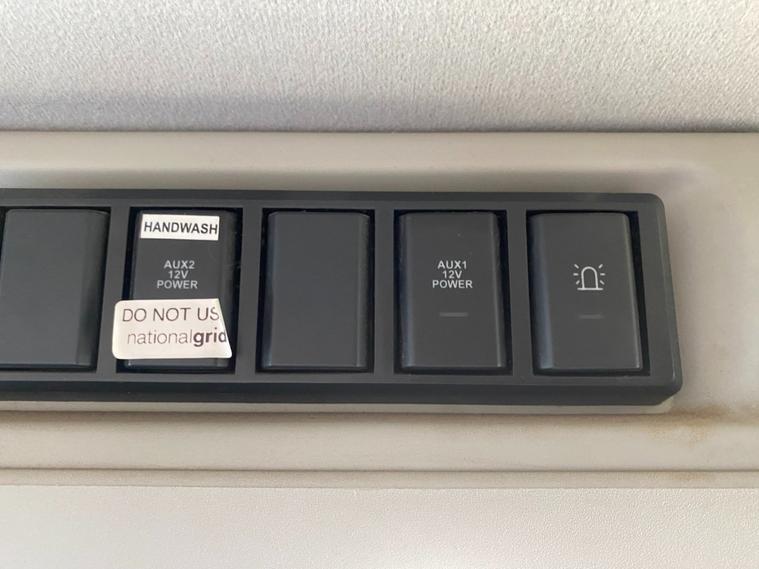 HANDWASH
AUX2
12V
POWER
DO NOT US
nationalgrid
AUX1
12V
POWER